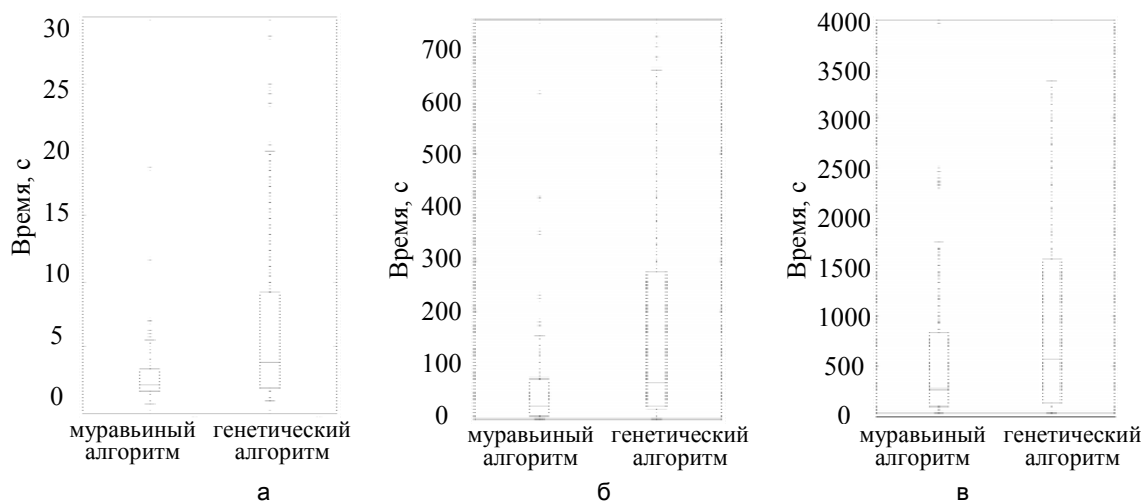 30
25
20
15
10
5
0
Время, с
муравьиный алгоритм
генетический алгоритм
а
700
600
500
400
300
200
100
0
Время, с
муравьиный алгоритм
генетический алгоритм
б
4000
3500
3000
2500
2000
1500
1000
500
0
Время, с
муравьиный алгоритм
генетический алгоритм
в